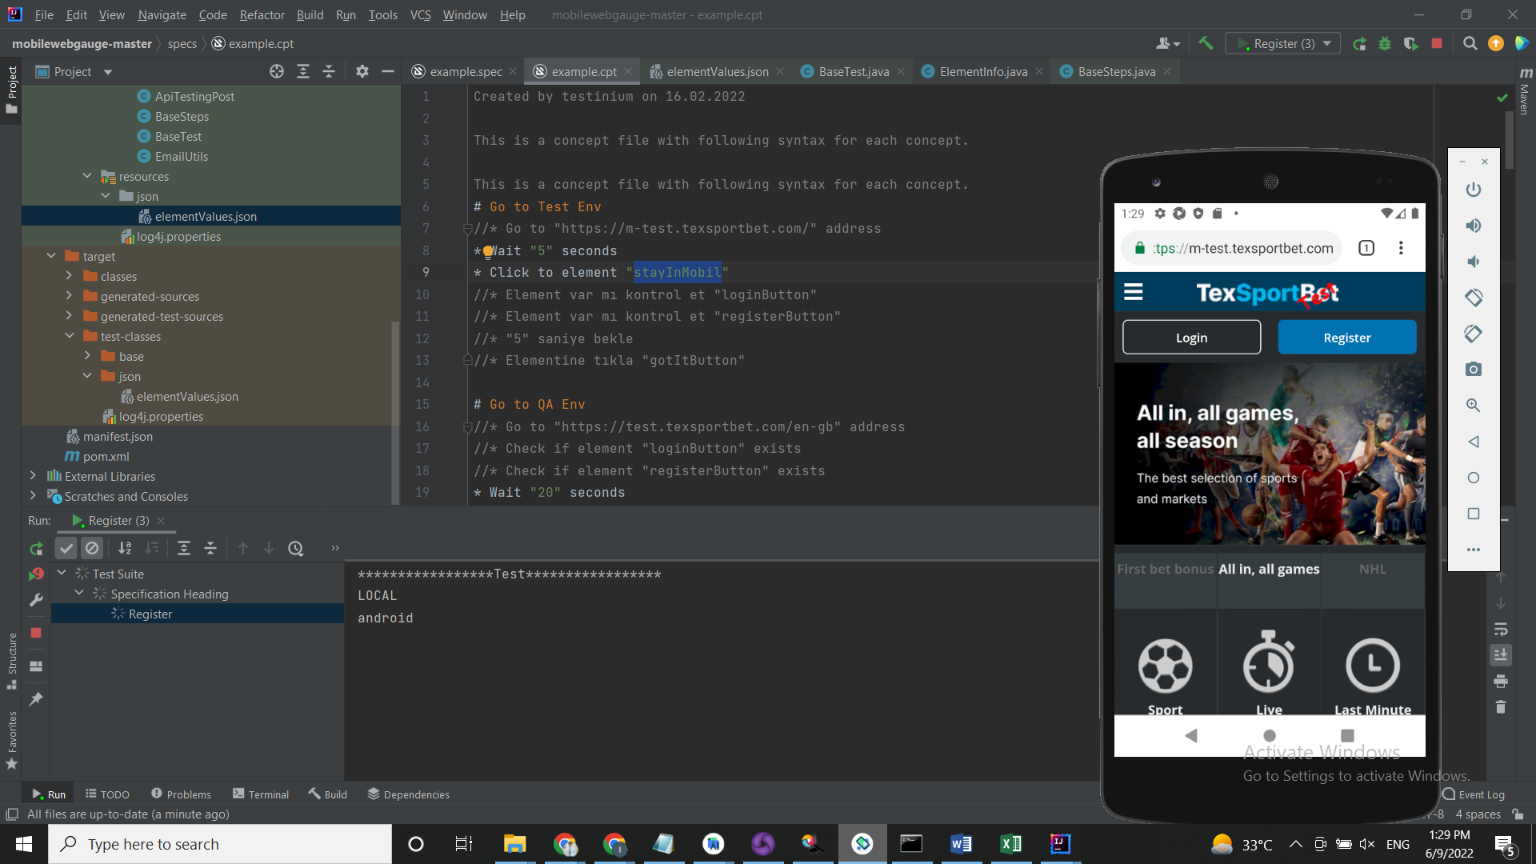 File Edit View Navigate Code Refactor Build Run Tools VCS Window Help mobilewebgauge-master - example.cpt
mobilewebgauge-master specs example.cpt
Register (3)
Project
example.spec example.cpt elementValues.json BaseTest.java ElementInfo.java BaseSteps.java
Project
Maven
ApiTestingPost
BaseSteps
BaseTest
EmailUtils
resources
json
elementValues.json
log4j.properties
target
classes
generated-sources
generated-test-sources
test-classes
base
json
elementValues.json
log4j.properties
manifest.json
pom.xml
External Libraries
Scratches and Consoles
1 Created by testinium on 16.02.2022
2
3 This is a concept file with following syntax for each concept.
4
5 This is a concept file with following syntax for each concept.
6 # Go to Test Env
7 //* Go to "https://m-test.texsportbet.com/" address
8 * Wait "5" seconds
9 * Click to element "stayInMobil"
10 //* Element var mı kontrol et "loginButton"
11 //* Element var mı kontrol et "registerButton"
12 //* "5" saniye bekle
13 //* Elementine tıkla "gotItButton"
14
15 # Go to QA Env
16 //* Go to "https://test.texsportbet.com/en-gb" address
17 //* Check if element "loginButton" exists
18 //* Check if element "registerButton" exists
19 * Wait "20" seconds
Run: Register (3)
Test Suite
Specification Heading
Register
*****************Test*****************
LOCAL
android
Structure
Favorites
1:29
:tps://m-test.texsportbet.com 1
TexSportBet
Test
Login Register
All in, all games,
all season
The best selection of sports
and markets
First bet bonus All in, all games NHL
Sport Live Last Minute
Activate Windows
Go to Settings to activate Windows.
Run TODO Problems Terminal Build Dependencies Event Log
All files are up-to-date (a minute ago) F-8 4 spaces
Type here to search
33°C ENG
1:29 PM
6/9/2022
5